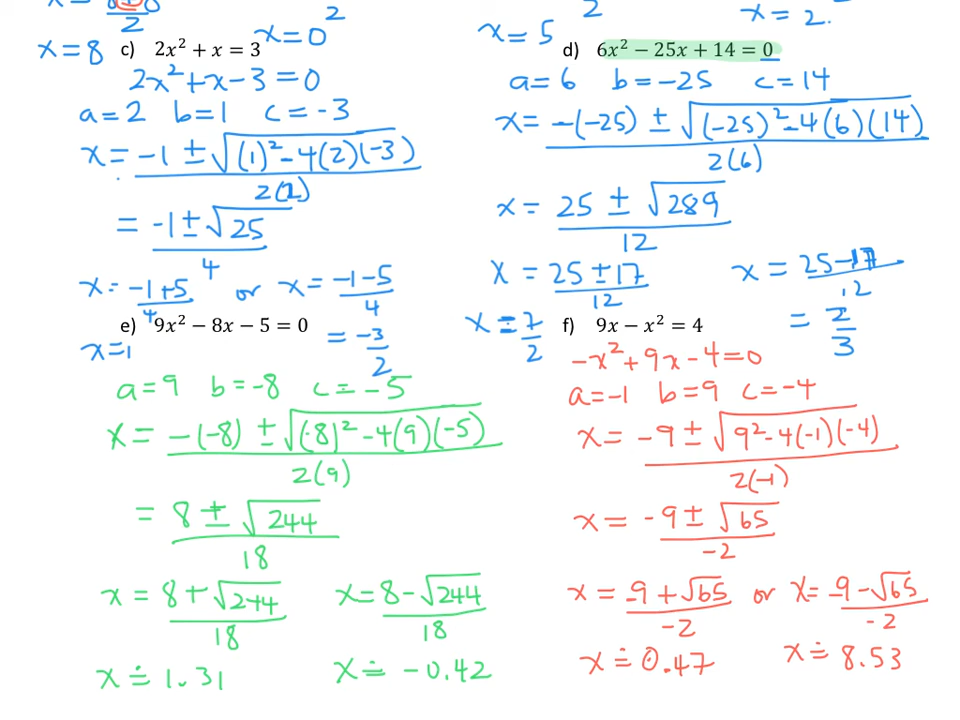 2
x = 8
x = 0
2
x = 5
x = 2.
c) 2x² + x = 3
2x² + x - 3 = 0
a = 2 b = 1 c = -3
x = -1 ± √(1)² - 4(2)(-3)
2(2)
= -1 ± √25
4
x = -1 + 5
4
or x = -1 - 5
4
x = 1
= -3
2
d) 6x² − 25x + 14 = 0
a = 6 b = -25 c = 14
x = -(-25) ± √(-25)² - 4(6)(14)
2(6)
x = 25 ± √289
12
x = 25 ± 17
12
x = 25 - 17
12
x = 7
2
= 2
3
e) 9x² − 8x − 5 = 0
a = 9 b = -8 c = -5
x = -(-8) ± √(-8)² - 4(9)(-5)
2(9)
= 8 ± √244
18
x = 8 + √244
18
x = 8 - √244
18
x ≐ 1.31
x ≐ -0.42
f) 9x − x² = 4
-x² + 9x - 4 = 0
a = -1 b = 9 c = -4
x = -9 ± √9² - 4(-1)(-4)
2(-1)
x = -9 ± √65
-2
x = -9 + √65
-2
or x = -9 - √65
-2
x ≐ 0.47
x ≐ 8.53